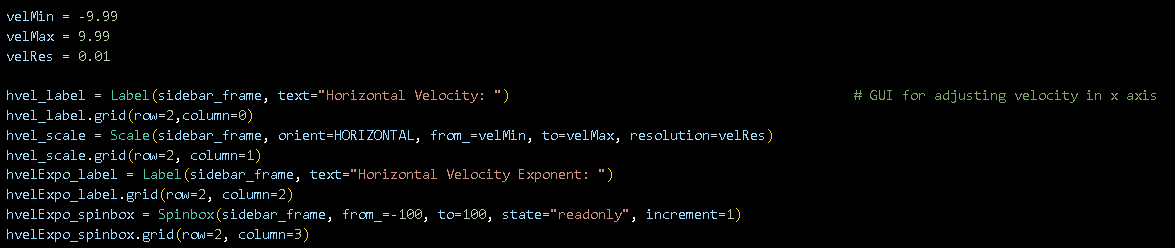 velMin = -9.99
velMax = 9.99
velRes = 0.01
hvel_label = Label(sidebar_frame, text="Horizontal Velocity: ") # GUI for adjusting velocity in x axis
hvel_label.grid(row=2,column=0)
hvel_scale = Scale(sidebar_frame, orient=HORIZONTAL, from_=velMin, to=velMax, resolution=velRes)
hvel_scale.grid(row=2, column=1)
hvelExpo_label = Label(sidebar_frame, text="Horizontal Velocity Exponent: ")
hvelExpo_label.grid(row=2, column=2)
hvelExpo_spinbox = Spinbox(sidebar_frame, from_=-100, to=100, state="readonly", increment=1)
hvelExpo_spinbox.grid(row=2, column=3)